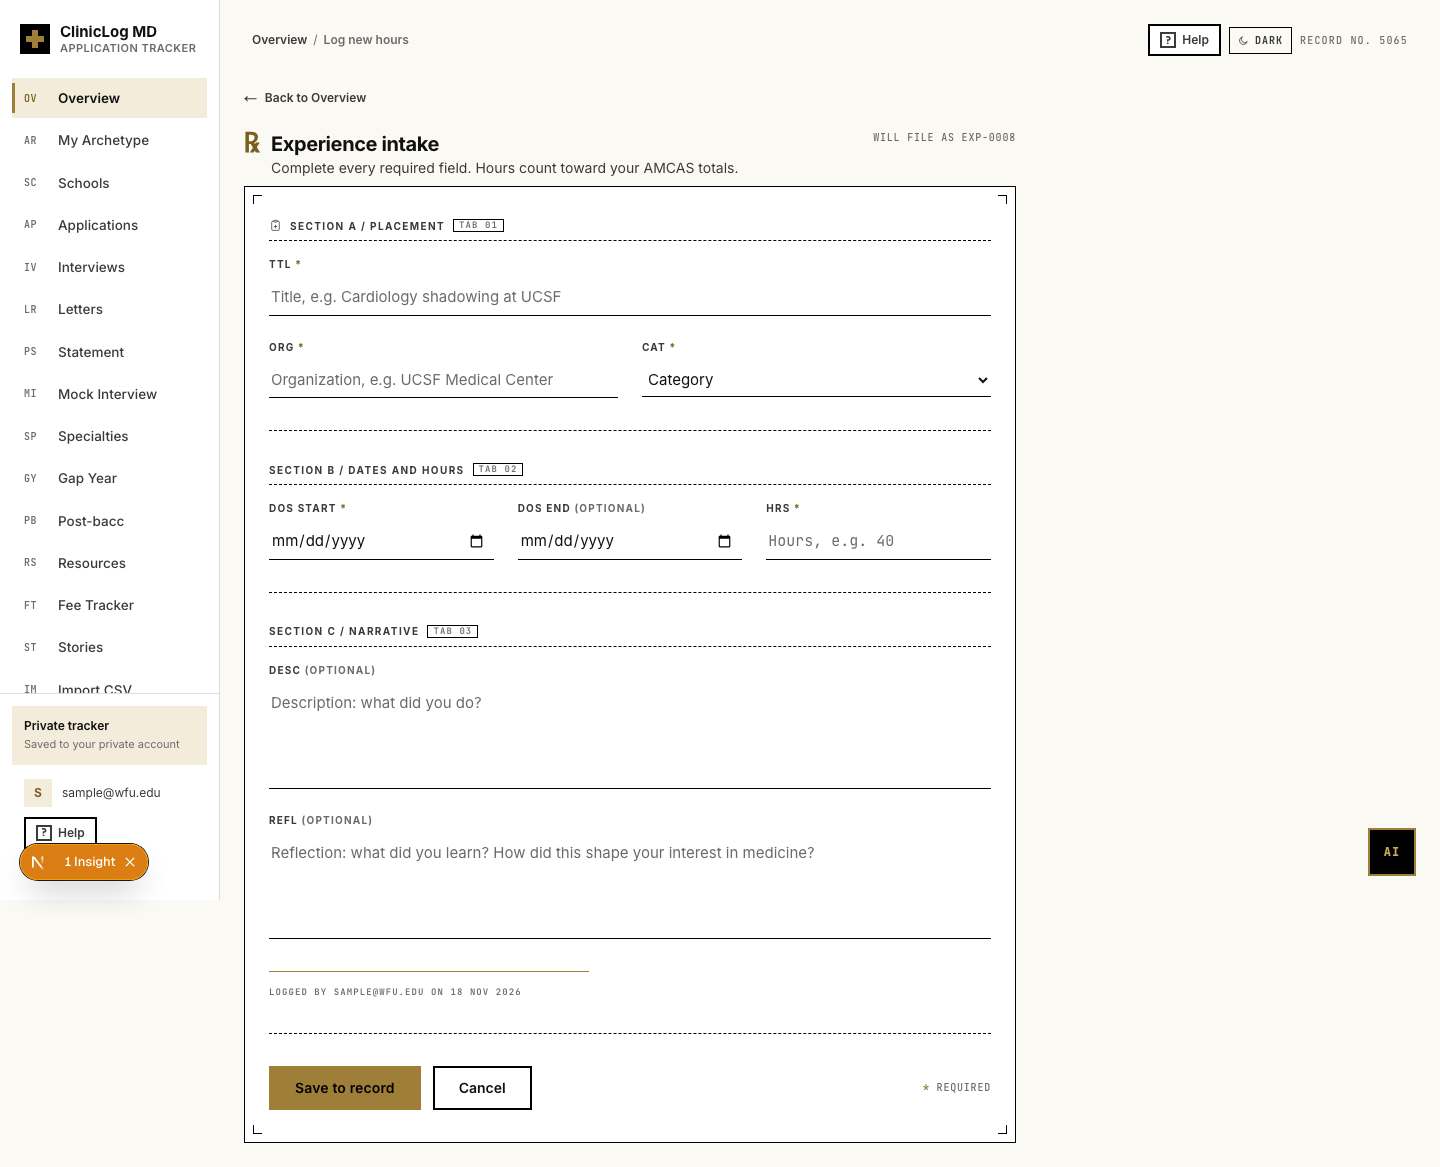 ClinicLog MD
APPLICATION TRACKER
OV Overview
AR My Archetype
SC Schools
AP Applications
IV Interviews
LR Letters
PS Statement
MI Mock Interview
SP Specialties
GY Gap Year
PB Post-bacc
RS Resources
FT Fee Tracker
ST Stories
IM Import CSV
Private tracker
Saved to your private account
S sample@wfu.edu
? Help
1 Insight
Overview / Log new hours
? Help
DARK
RECORD NO. 5065
← Back to Overview
Experience intake
WILL FILE AS EXP-0008
Complete every required field. Hours count toward your AMCAS totals.
SECTION A / PLACEMENT TAB 01
TTL *
Title, e.g. Cardiology shadowing at UCSF
ORG *
Organization, e.g. UCSF Medical Center
CAT *
Category
SECTION B / DATES AND HOURS TAB 02
DOS START *
mm/dd/yyyy
DOS END (OPTIONAL)
mm/dd/yyyy
HRS *
Hours, e.g. 40
SECTION C / NARRATIVE TAB 03
DESC (OPTIONAL)
Description: what did you do?
REFL (OPTIONAL)
Reflection: what did you learn? How did this shape your interest in medicine?
LOGGED BY SAMPLE@WFU.EDU ON 18 NOV 2026
Save to record
Cancel
* REQUIRED
AI